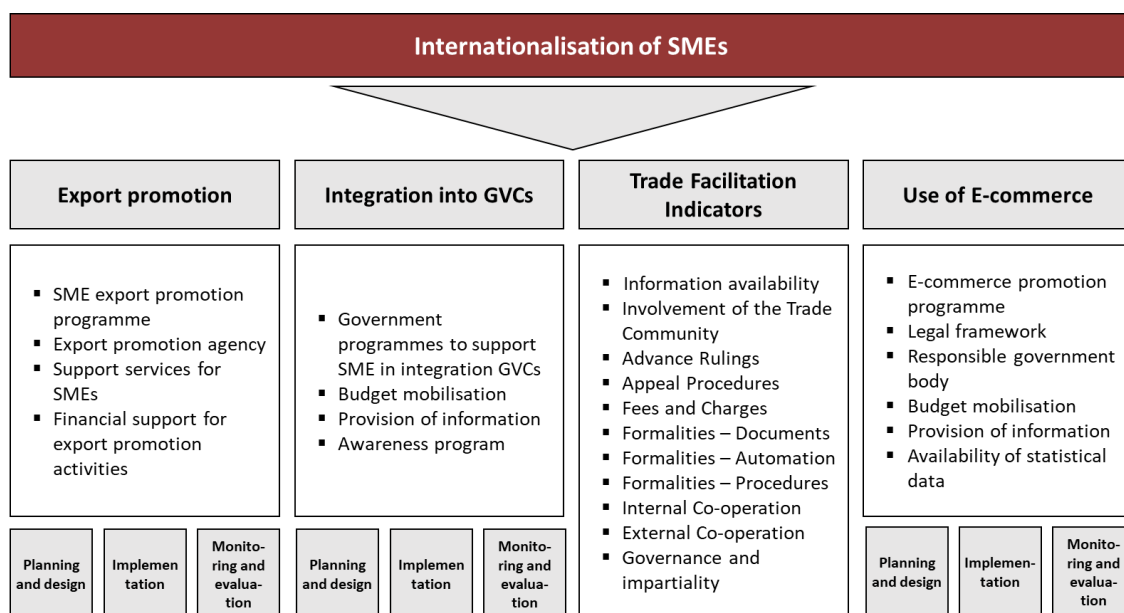 Internationalisation of SMEs
Export promotion
▪ SME export promotion
programme
▪ Export promotion agency
▪ Support services for
SMEs
▪ Financial support for
export promotion
activities
Planning
and design
Implemen
tation
Monito-
ring and
evalua-
tion
Integration into GVCs
▪ Government
programmes to support
SME in integration GVCs
▪ Budget mobilisation
▪ Provision of information
▪ Awareness program
Planning
and design
Implemen
tation
Monito-
ring and
evalua-
tion
Trade Facilitation
Indicators
▪ Information availability
▪ Involvement of the Trade
Community
▪ Advance Rulings
▪ Appeal Procedures
▪ Fees and Charges
▪ Formalities – Documents
▪ Formalities – Automation
▪ Formalities – Procedures
▪ Internal Co-operation
▪ External Co-operation
▪ Governance and
impartiality
Use of E-commerce
▪ E-commerce promotion
programme
▪ Legal framework
▪ Responsible government
body
▪ Budget mobilisation
▪ Provision of information
▪ Availability of statistical
data
Planning
and design
Implemen-
tation
Monito-
ring and
evalua-
tion